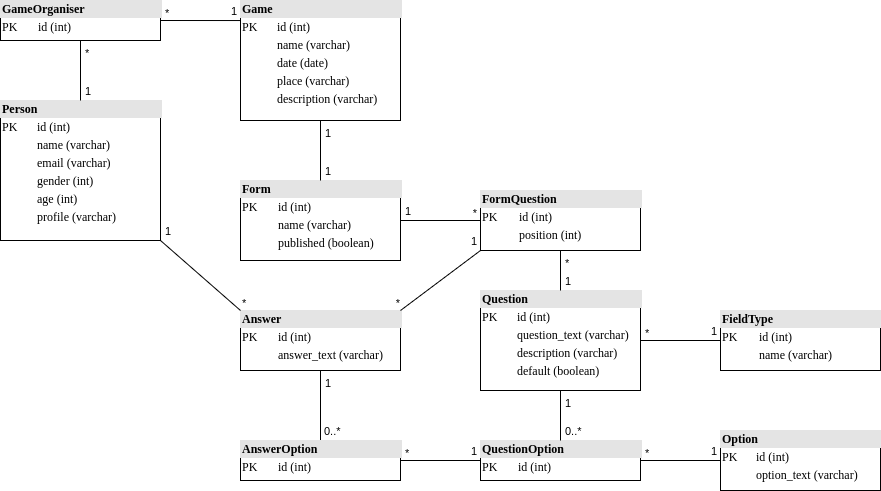 GameOrganiser
PK id (int)
* 1
Game
PK id (int)
name (varchar)
date (date)
place (varchar)
description (varchar)
*
1
Person
PK id (int)
name (varchar)
email (varchar)
gender (int)
age (int)
profile (varchar)
1
1
1
Form
PK id (int)
name (varchar)
published (boolean)
1 *
FormQuestion
PK id (int)
position (int)
1
*
1
*
*
1
Answer
PK id (int)
answer_text (varchar)
Question
PK id (int)
question_text (varchar)
description (varchar)
default (boolean)
* 1
FieldType
PK id (int)
name (varchar)
1
0..*
1
0..*
AnswerOption
PK id (int)
* 1
QuestionOption
PK id (int)
* 1
Option
PK id (int)
option_text (varchar)